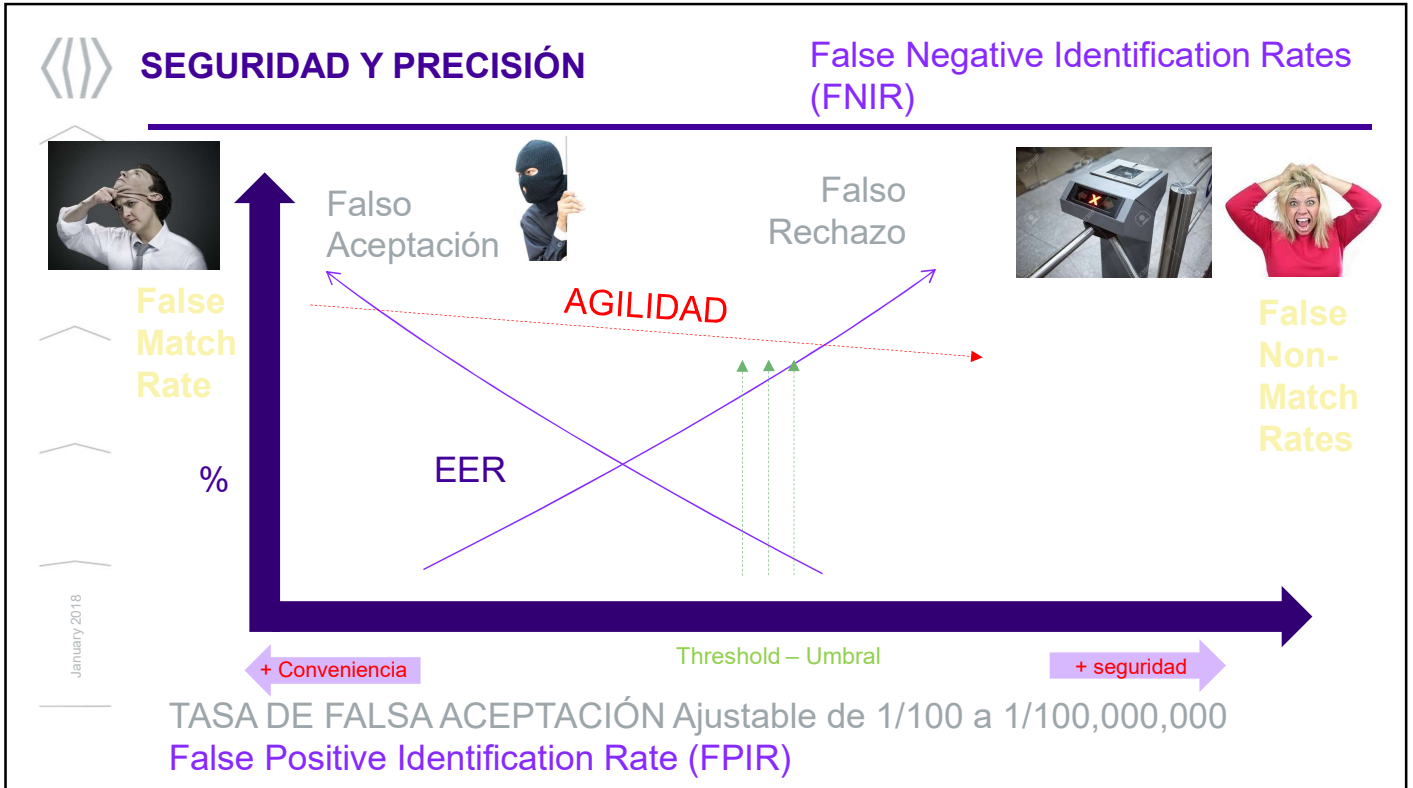 SEGURIDAD Y PRECISIÓN
False Negative Identification Rates
(FNIR)
Falso
Aceptación
Falso
Rechazo
False
Match
Rate
AGILIDAD
False
Non-
Match
Rates
%
EER
January 2018
Threshold – Umbral
+ Conveniencia
+ seguridad
TASA DE FALSA ACEPTACIÓN Ajustable de 1/100 a 1/100,000,000
False Positive Identification Rate (FPIR)